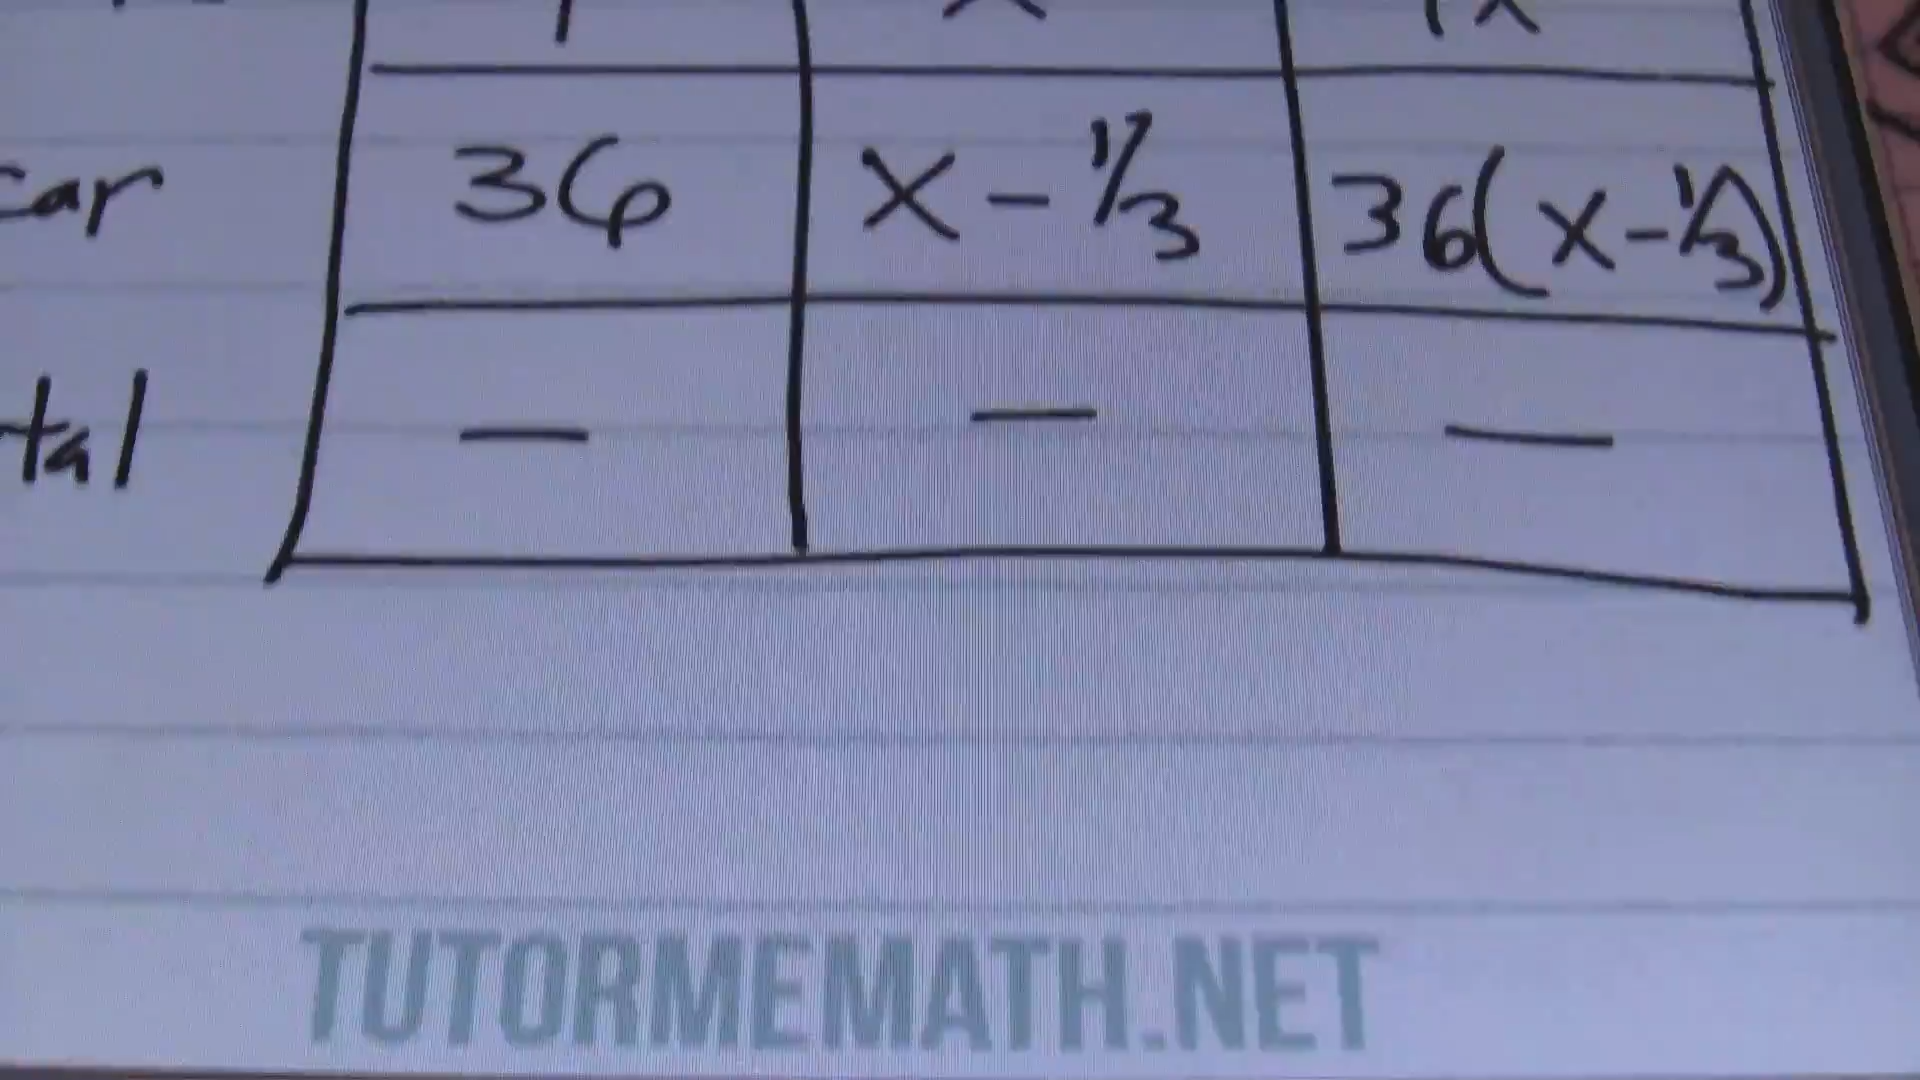 car 36 x - 1/3 36(x - 1/3)
tal — — —
TUTORMEMATH.NET